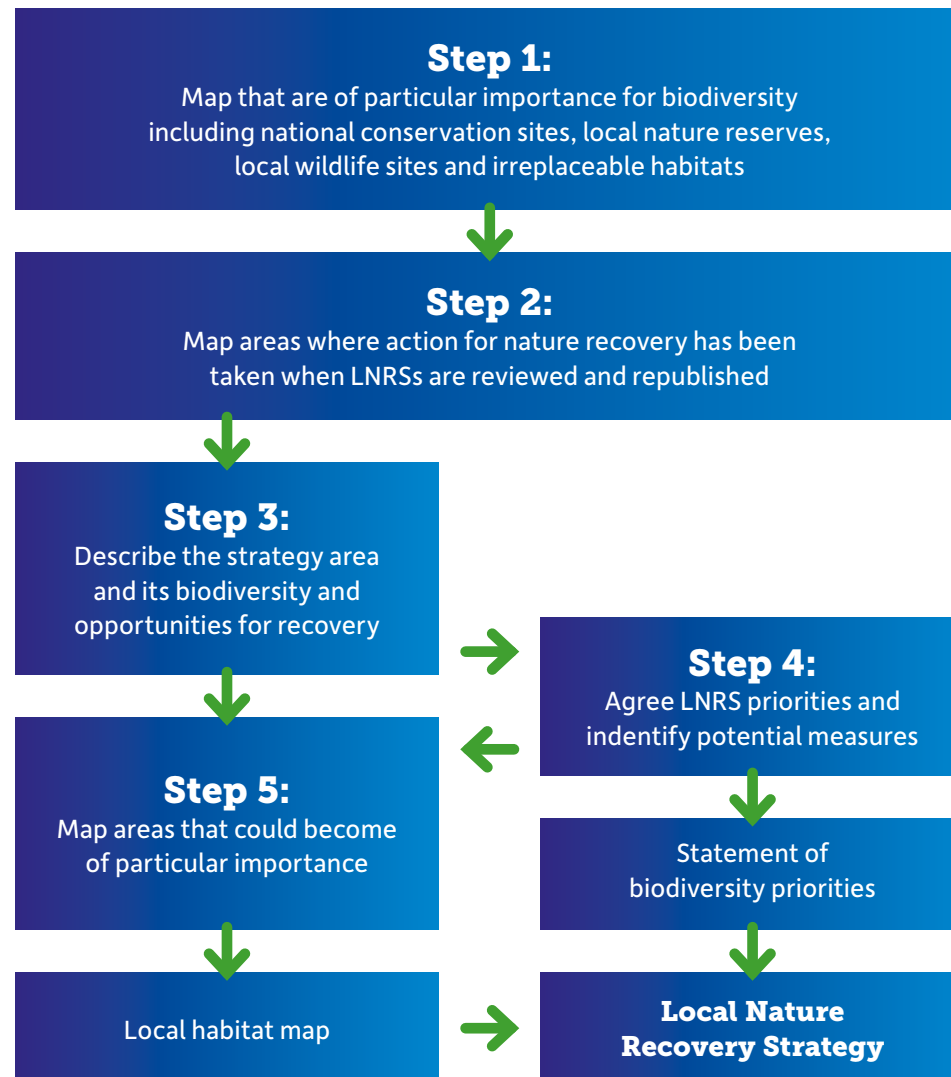 Step 1:
Map that are of particular importance for biodiversity
including national conservation sites, local nature reserves,
local wildlife sites and irreplaceable habitats
Step 2:
Map areas where action for nature recovery has been
taken when LNRSs are reviewed and republished
Step 3:
Describe the strategy area
and its biodiversity and
opportunities for recovery
Step 4:
Agree LNRS priorities and
indentify potential measures
Step 5:
Map areas that could become
of particular importance
Statement of
biodiversity priorities
Local habitat map
Local Nature
Recovery Strategy